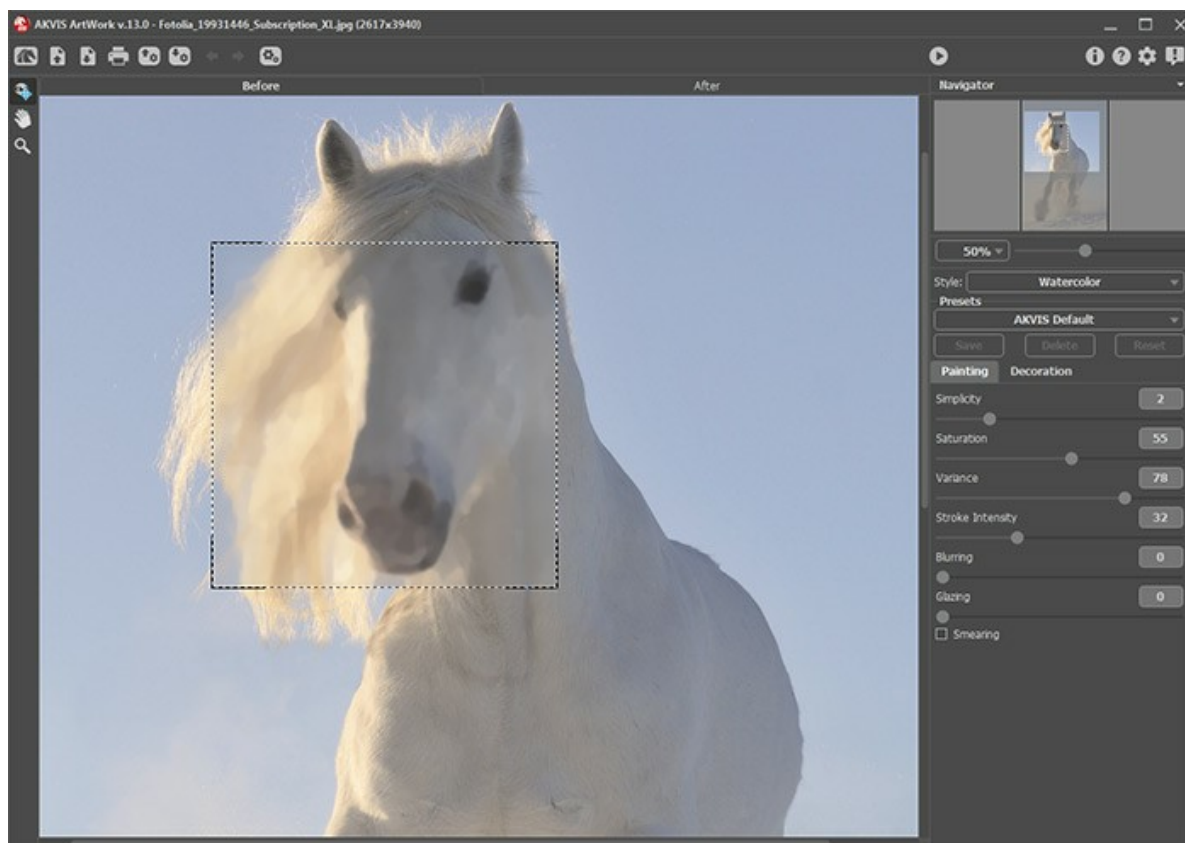 AKVIS ArtWork v.13.0 - Fotolia_19931446_Subscription_XL.jpg (2617x3940)
Before
After
Navigator
50%
Style:
Watercolor
Presets
AKVIS Default
Save
Delete
Reset
Painting
Decoration
Simplicity
2
Saturation
55
Variance
78
Stroke Intensity
32
Blurring
0
Glazing
0
Smearing